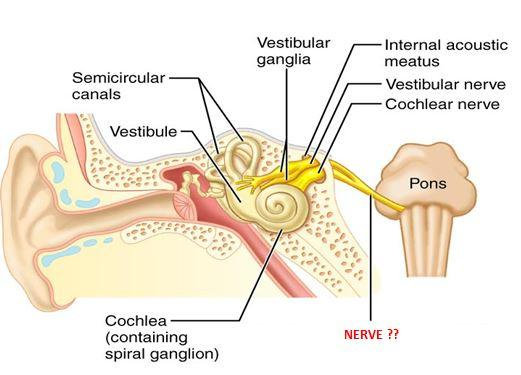 Vestibular
ganglia
Internal acoustic
meatus
Semicircular
canals
Vestibular nerve
Cochlear nerve
Vestibule
Pons
Cochlea
(containing
spiral ganglion)
NERVE ??